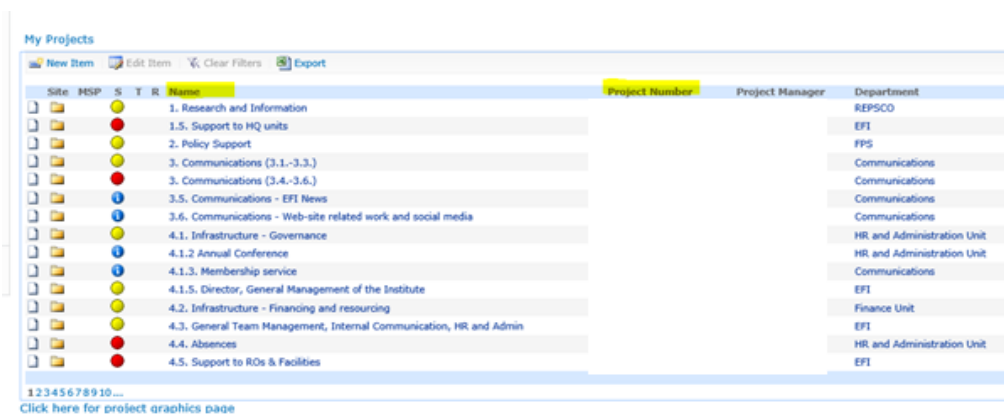 My Projects
New Item Edit Item Clear Filters Export
Site MSP S T R Name Project Number Project Manager Department
1. Research and Information REPSCO
1.5. Support to HQ units EFI
2. Policy Support FPS
3. Communications (3.1.-3.3.) Communications
3. Communications (3.4.-3.6.) Communications
3.5. Communications - EFI News Communications
3.6. Communications - Web-site related work and social media Communications
4.1. Infrastructure - Governance HR and Administration Unit
4.1.2 Annual Conference HR and Administration Unit
4.1.3. Membership service Communications
4.1.5. Director, General Management of the Institute EFI
4.2. Infrastructure - Financing and resourcing Finance Unit
4.3. General Team Management, Internal Communication, HR and Admin EFI
4.4. Absences HR and Administration Unit
4.5. Support to ROs & Facilities EFI
12345678910...
Click here for project graphics page